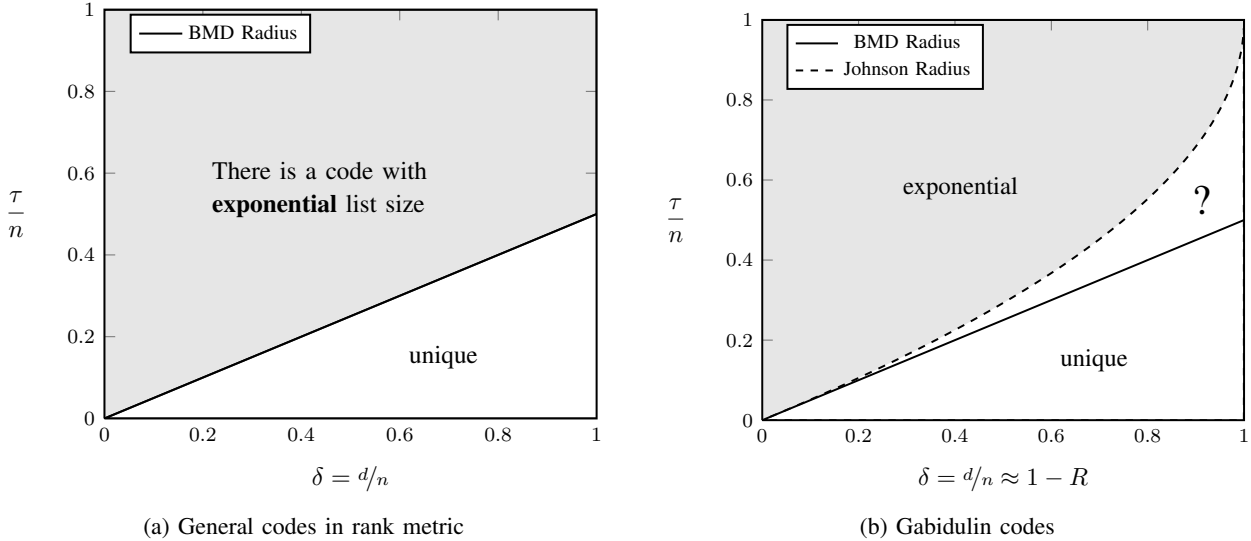 BMD Radius
1
0.8
0.6
0.4
0.2
0
τ/n
There is a code with
exponential list size
unique
0 0.2 0.4 0.6 0.8 1
δ = d/n
(a) General codes in rank metric
BMD Radius
Johnson Radius
1
0.8
0.6
0.4
0.2
0
τ/n
exponential
?
unique
0 0.2 0.4 0.6 0.8 1
δ = d/n ≈ 1 − R
(b) Gabidulin codes